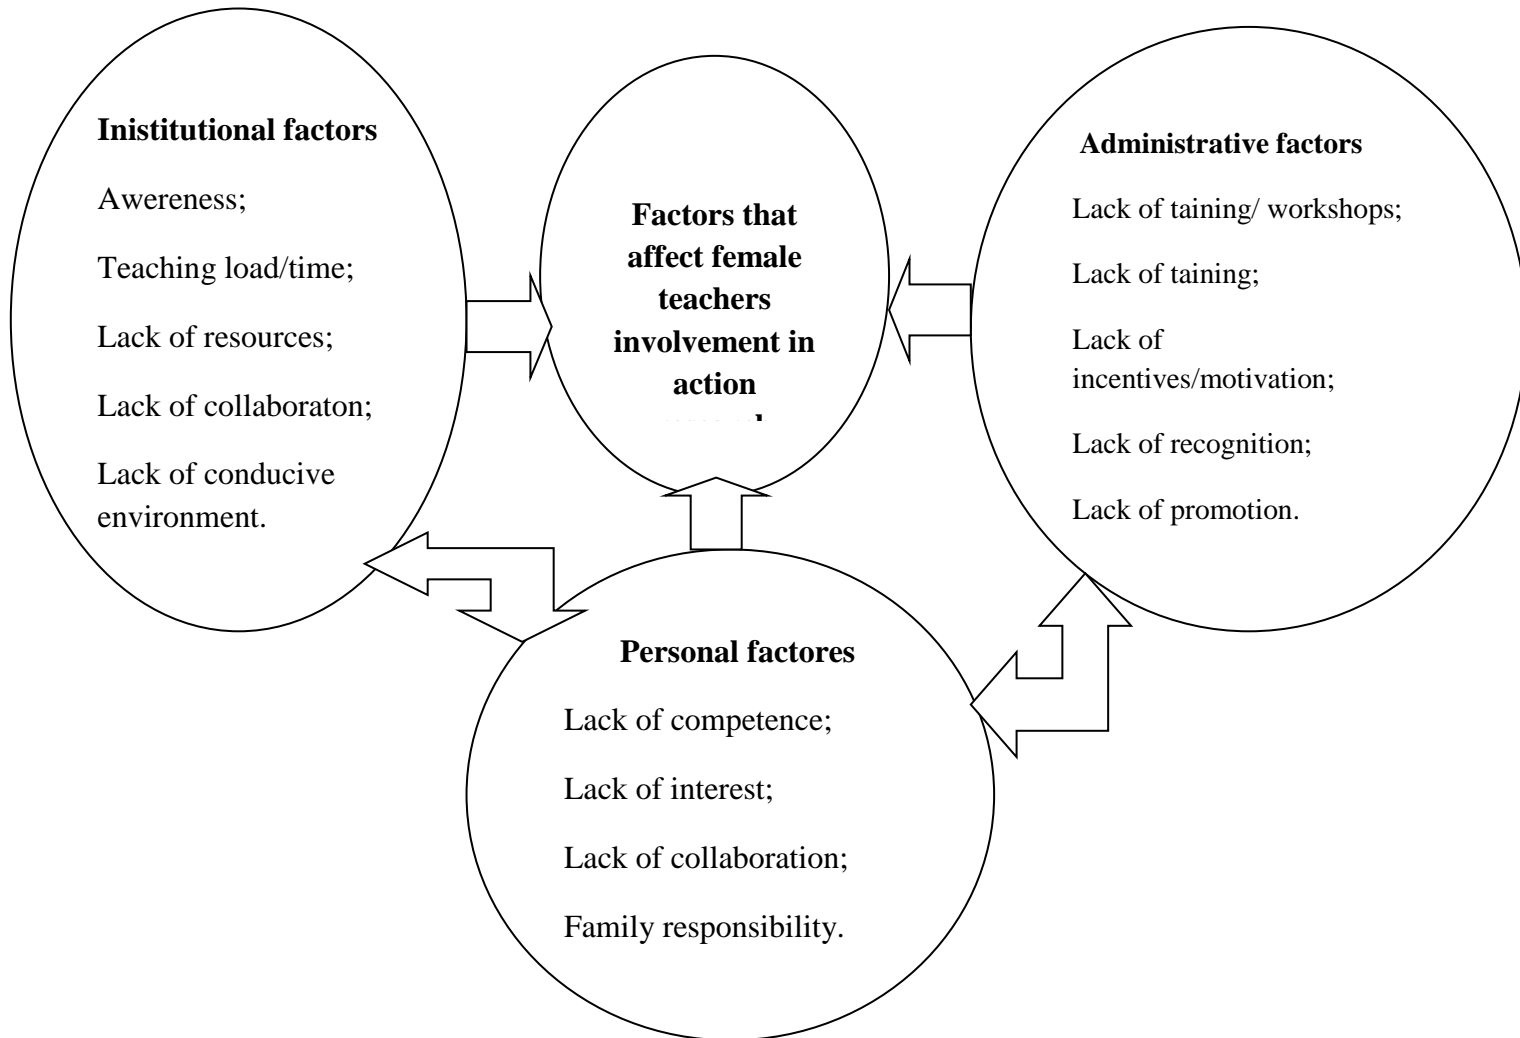 Inistitutional factors
Awereness;
Teaching load/time;
Lack of resources;
Lack of collaboraton;
Lack of conducive
environment.
Factors that
affect female
teachers
involvement in
action
Administrative factors
Lack of taining/ workshops;
Lack of taining;
Lack of
incentives/motivation;
Lack of recognition;
Lack of promotion.
Personal factores
Lack of competence;
Lack of interest;
Lack of collaboration;
Family responsibility.